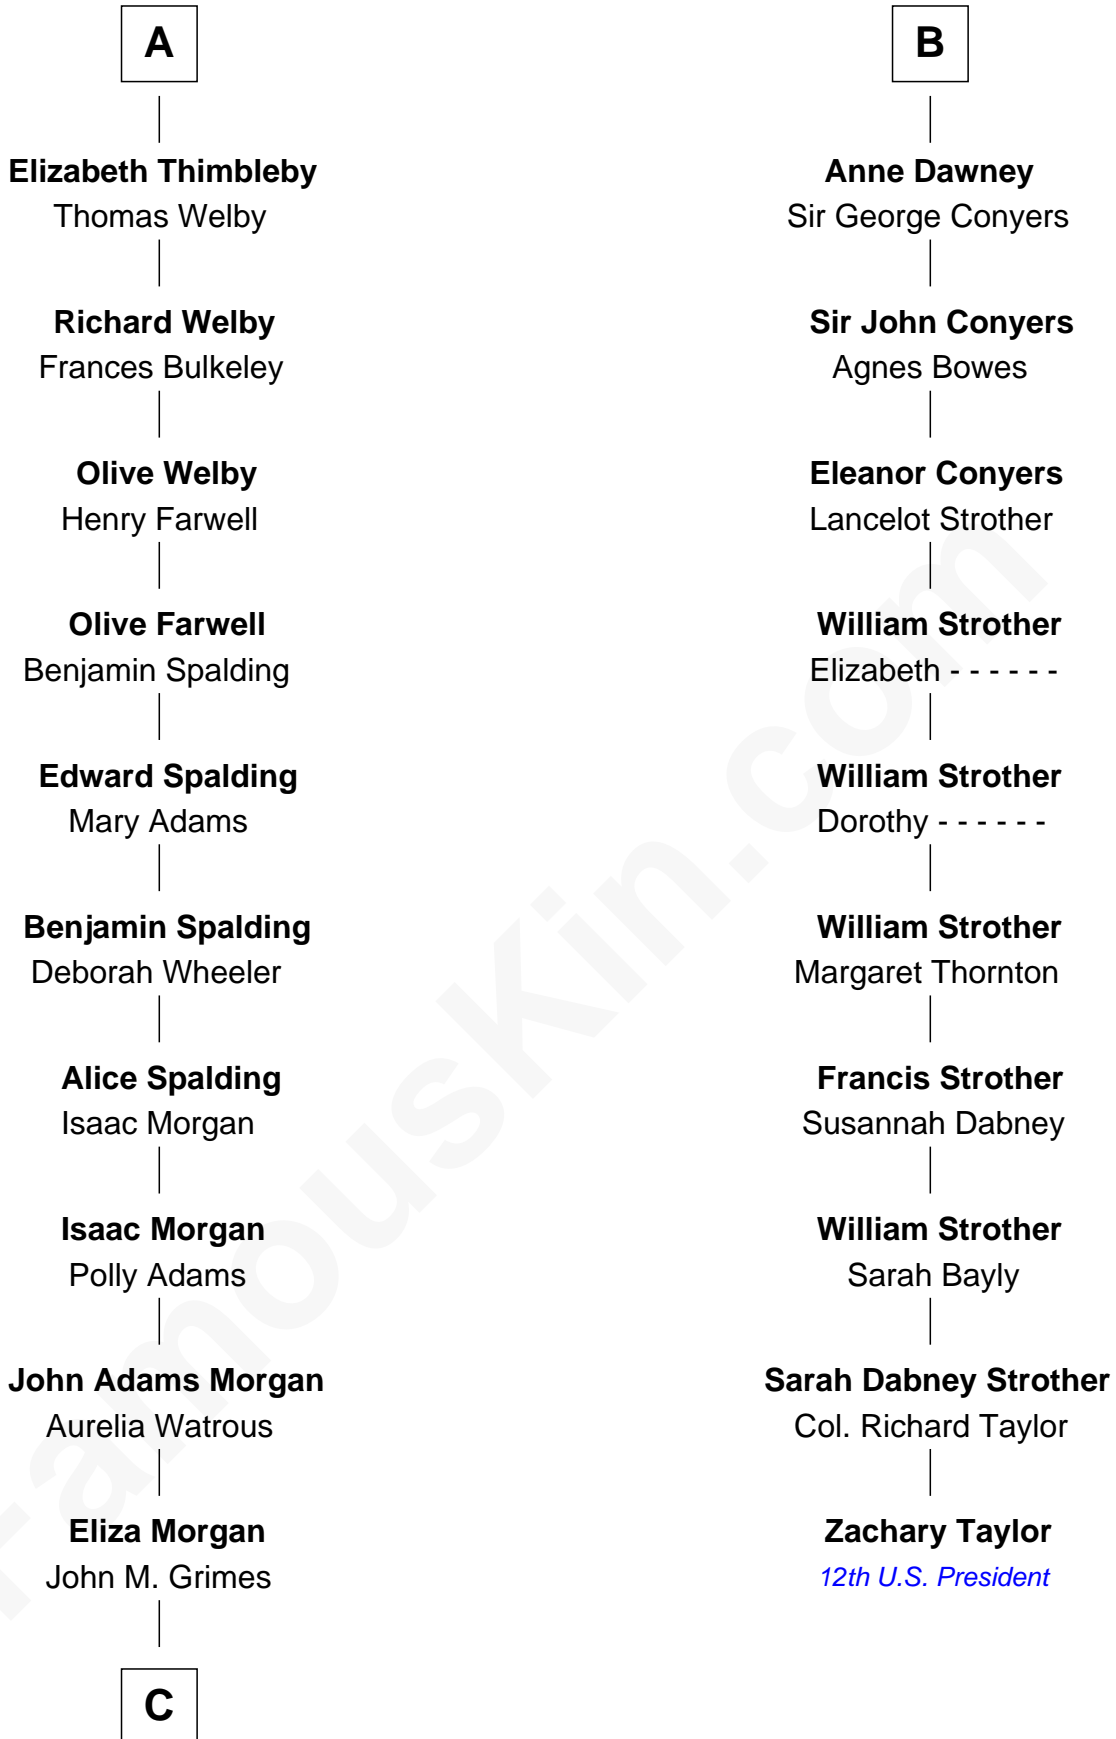 A
Elizabeth Thimbleby
Thomas Welby
Richard Welby
Frances Bulkeley
Olive Welby
Henry Farwell
Olive Farwell
Benjamin Spalding
Edward Spalding
Mary Adams
Benjamin Spalding
Deborah Wheeler
Alice Spalding
Isaac Morgan
Isaac Morgan
Polly Adams
John Adams Morgan
Aurelia Watrous
Eliza Morgan
John M. Grimes
C
B
Anne Dawney
Sir George Conyers
Sir John Conyers
Agnes Bowes
Eleanor Conyers
Lancelot Strother
William Strother
Elizabeth - - - - - -
William Strother
Dorothy - - - - - -
William Strother
Margaret Thornton
Francis Strother
Susannah Dabney
William Strother
Sarah Bayly
Sarah Dabney Strother
Col. Richard Taylor
Zachary Taylor
12th U.S. President
FamousKin.com